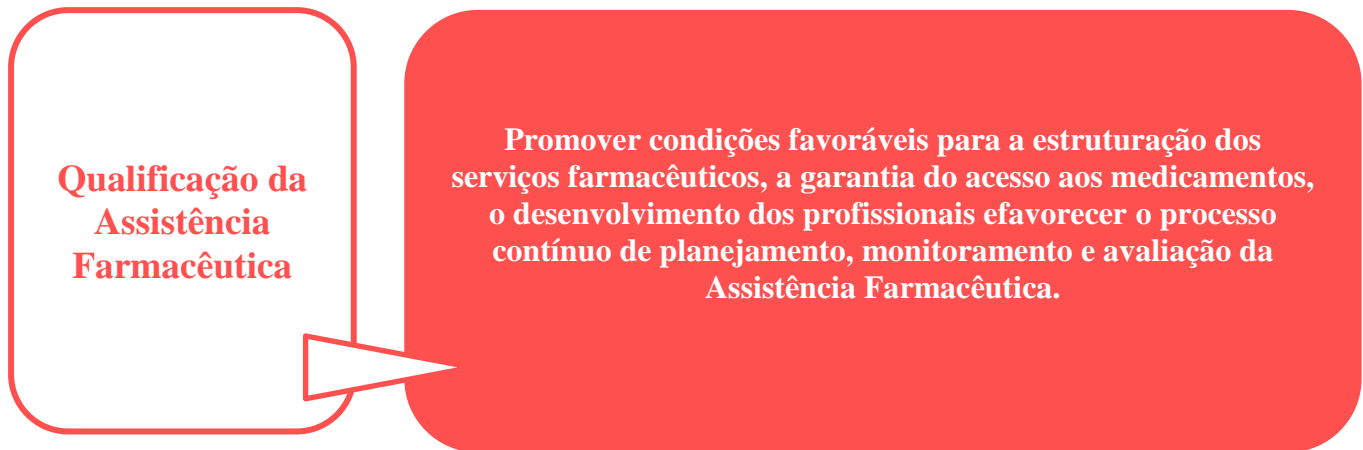 Qualificação da
Assistência
Farmacêutica
Promover condições favoráveis para a estruturação dos
serviços farmacêuticos, a garantia do acesso aos medicamentos,
o desenvolvimento dos profissionais efavorecer o processo
contínuo de planejamento, monitoramento e avaliação da
Assistência Farmacêutica.